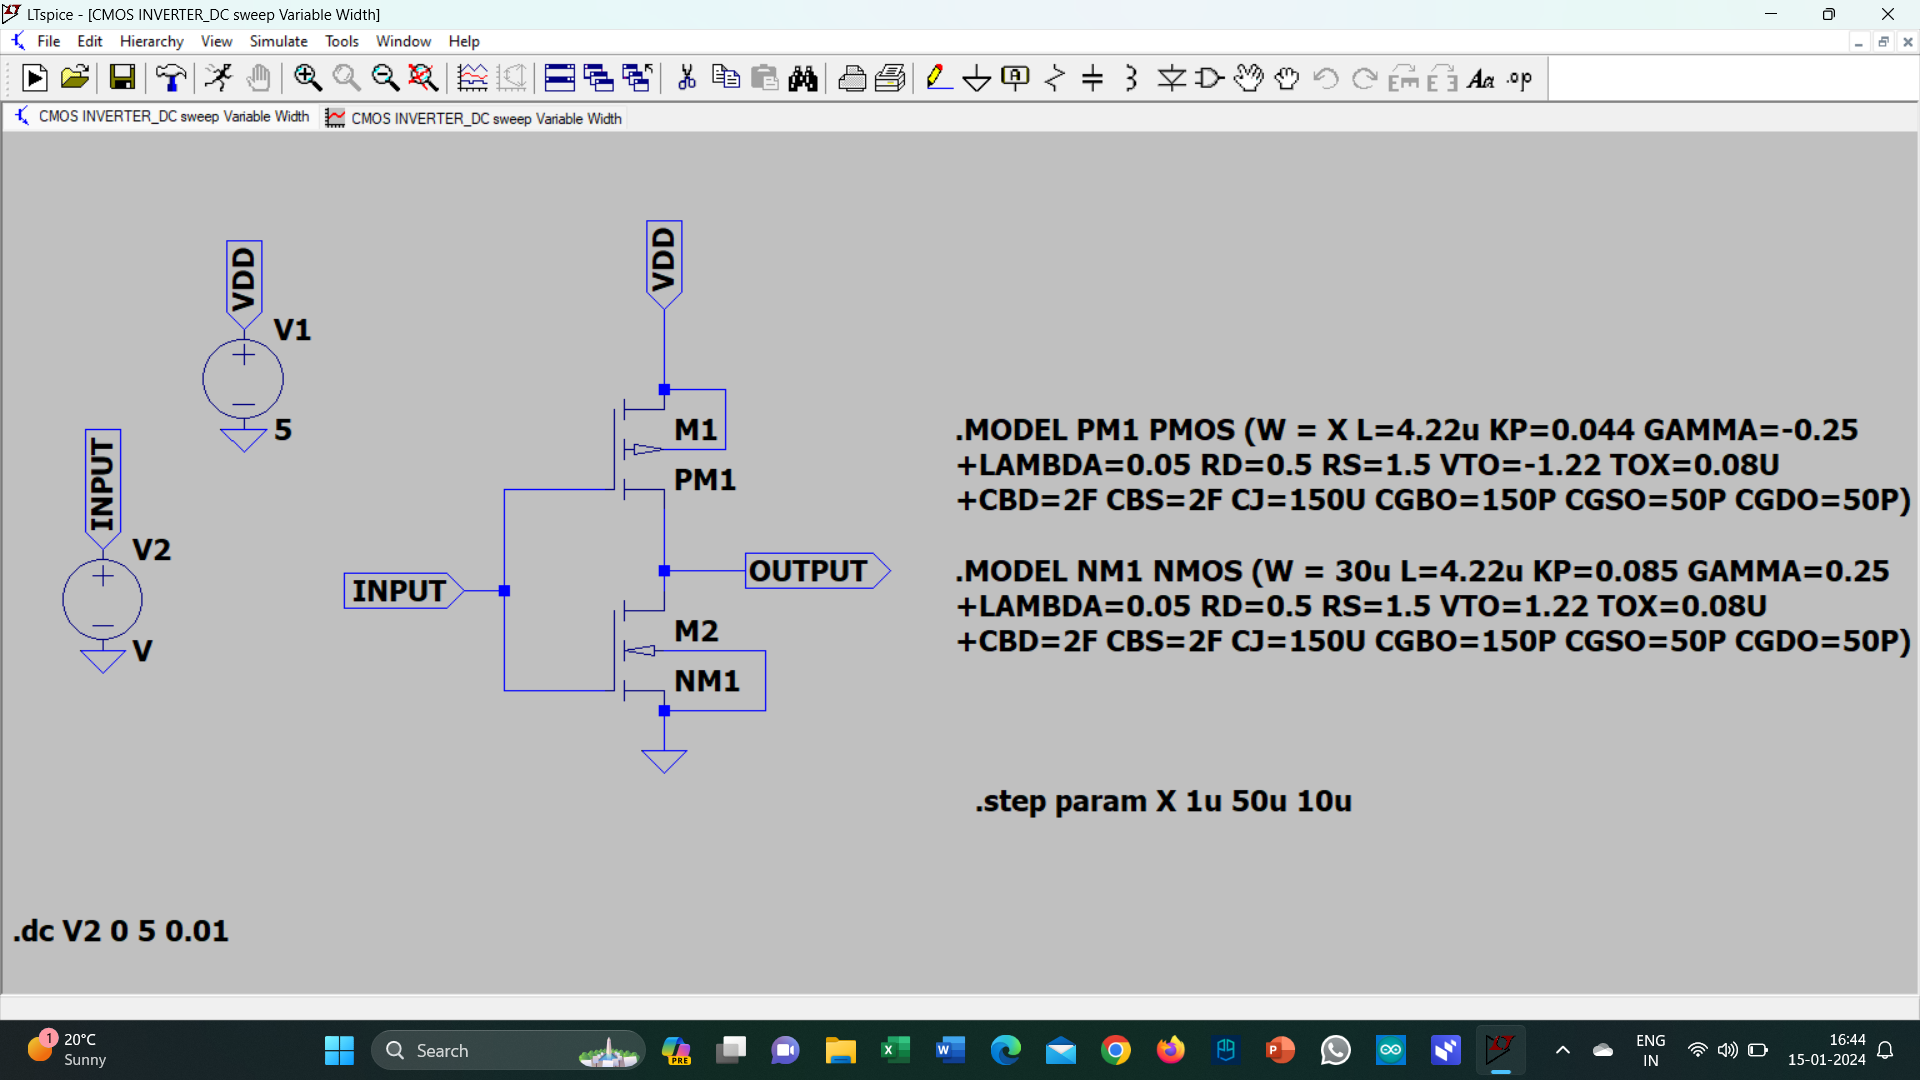 LTspice - [CMOS INVERTER_DC sweep Variable Width]
File Edit Hierarchy View Simulate Tools Window Help
A Aa .op
CMOS INVERTER_DC sweep Variable Width CMOS INVERTER_DC sweep Variable Width
VDD
V1
5
INPUT
V2
V
VDD
M1
PM1
INPUT
OUTPUT
M2
NM1
.MODEL PM1 PMOS (W = X L=4.22u KP=0.044 GAMMA=-0.25
+LAMBDA=0.05 RD=0.5 RS=1.5 VTO=-1.22 TOX=0.08U
+CBD=2F CBS=2F CJ=150U CGBO=150P CGSO=50P CGDO=50P)
.MODEL NM1 NMOS (W = 30u L=4.22u KP=0.085 GAMMA=0.25
+LAMBDA=0.05 RD=0.5 RS=1.5 VTO=1.22 TOX=0.08U
+CBD=2F CBS=2F CJ=150U CGBO=150P CGSO=50P CGDO=50P)
.step param X 1u 50u 10u
.dc V2 0 5 0.01
1
20°C
Sunny
Search
PRE
ENG
IN
16:44
15-01-2024